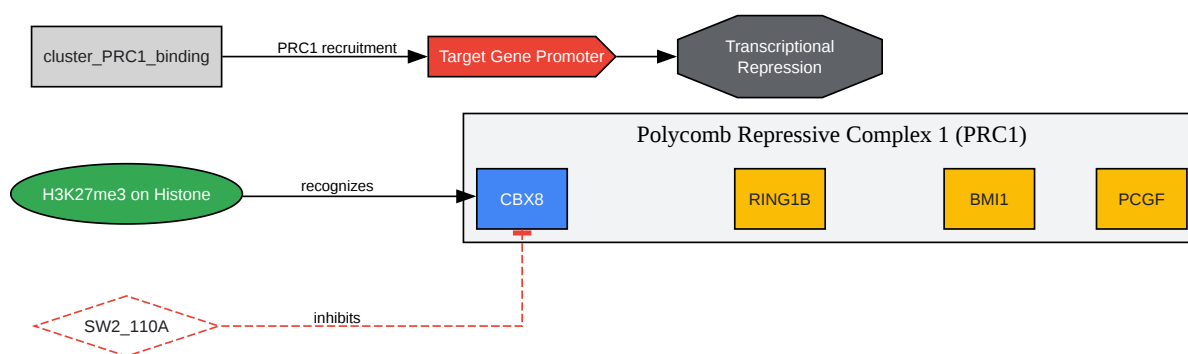 cluster_PRC1_binding
PRC1 recruitment
Target Gene Promoter
Transcriptional
Repression
Polycomb Repressive Complex 1 (PRC1)
H3K27me3 on Histone
recognizes
CBX8
RING1B
BMI1
PCGF
SW2_110A
inhibits